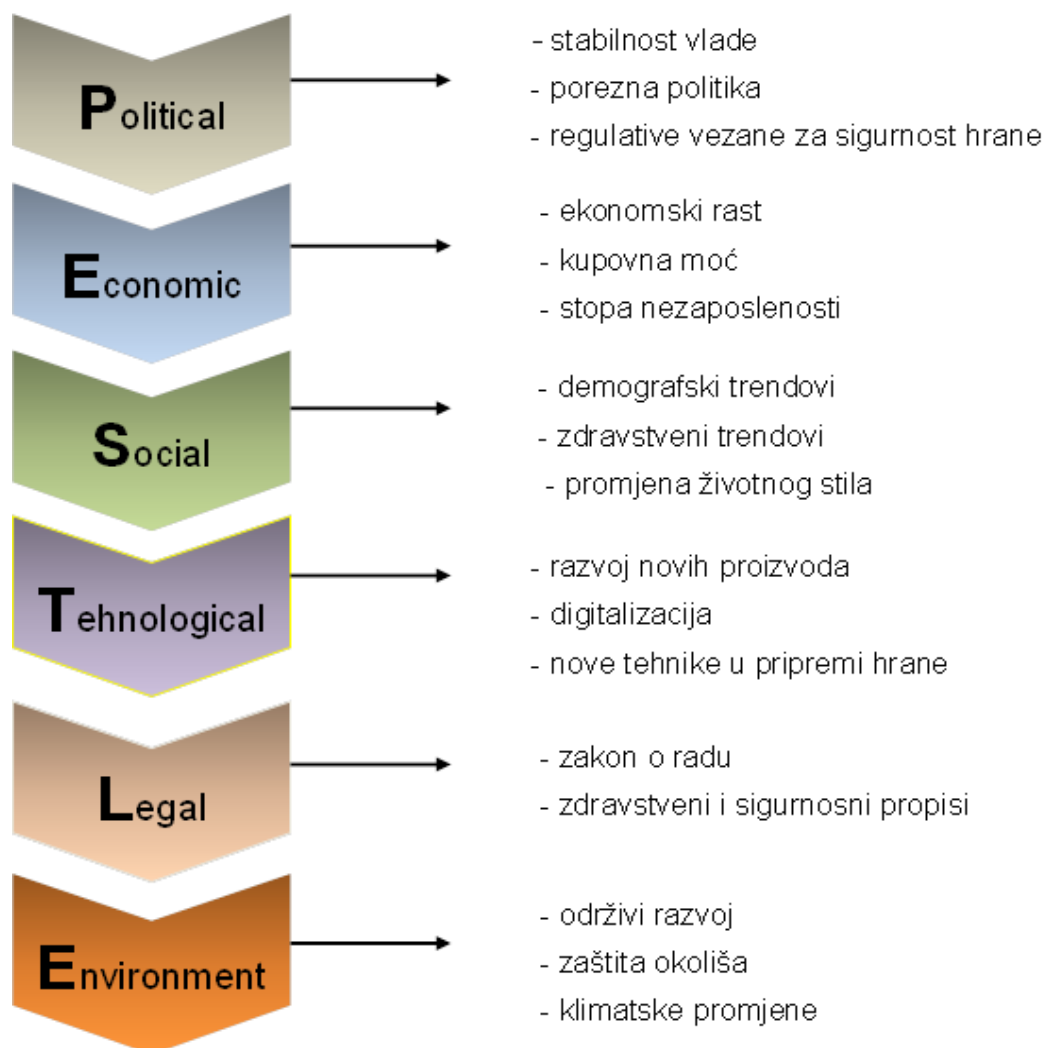 Political
- stabilnost vlade
- porezna politika
- regulative vezane za sigurnost hrane
Economic
- ekonomski rast
- kupovna moć
- stopa nezaposlenosti
Social
- demografski trendovi
- zdravstveni trendovi
- promjena životnog stila
Tehnological
- razvoj novih proizvoda
- digitalizacija
- nove tehnike u pripremi hrane
Legal
- zakon o radu
- zdravstveni i sigurnosni propisi
Environment
- održivi razvoj
- zaštita okoliša
- klimatske promjene